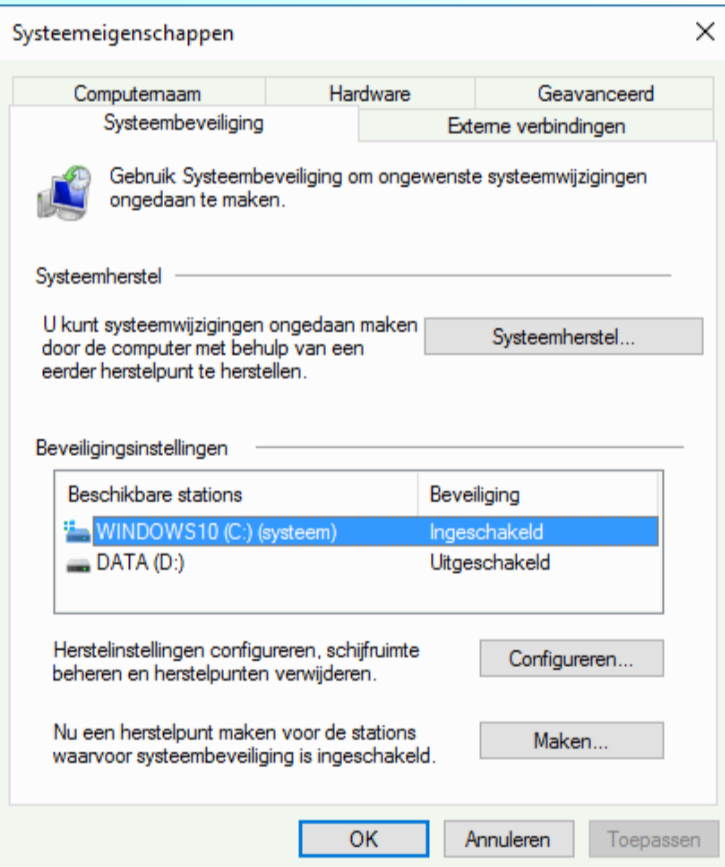 Systeemeigenschappen
Computernaam Hardware Geavanceerd
Systeembeveiliging Externe verbindingen
Gebruik Systeembeveiliging om ongewenste systeemwijzigingen
ongedaan te maken.
Systeemherstel
U kunt systeemwijzigingen ongedaan maken
door de computer met behulp van een
eerder herstelpunt te herstellen.
Systeemherstel...
Beveiligingsinstellingen
Beschikbare stations Beveiliging
WINDOWS10 (C:) (systeem) Ingeschakeld
DATA (D:) Uitgeschakeld
Herstelinstellingen configureren, schijfruimte
beheren en herstelpunten verwijderen.
Configureren...
Nu een herstelpunt maken voor de stations
waarvoor systeembeveiliging is ingeschakeld.
Maken...
OK Annuleren Toepassen